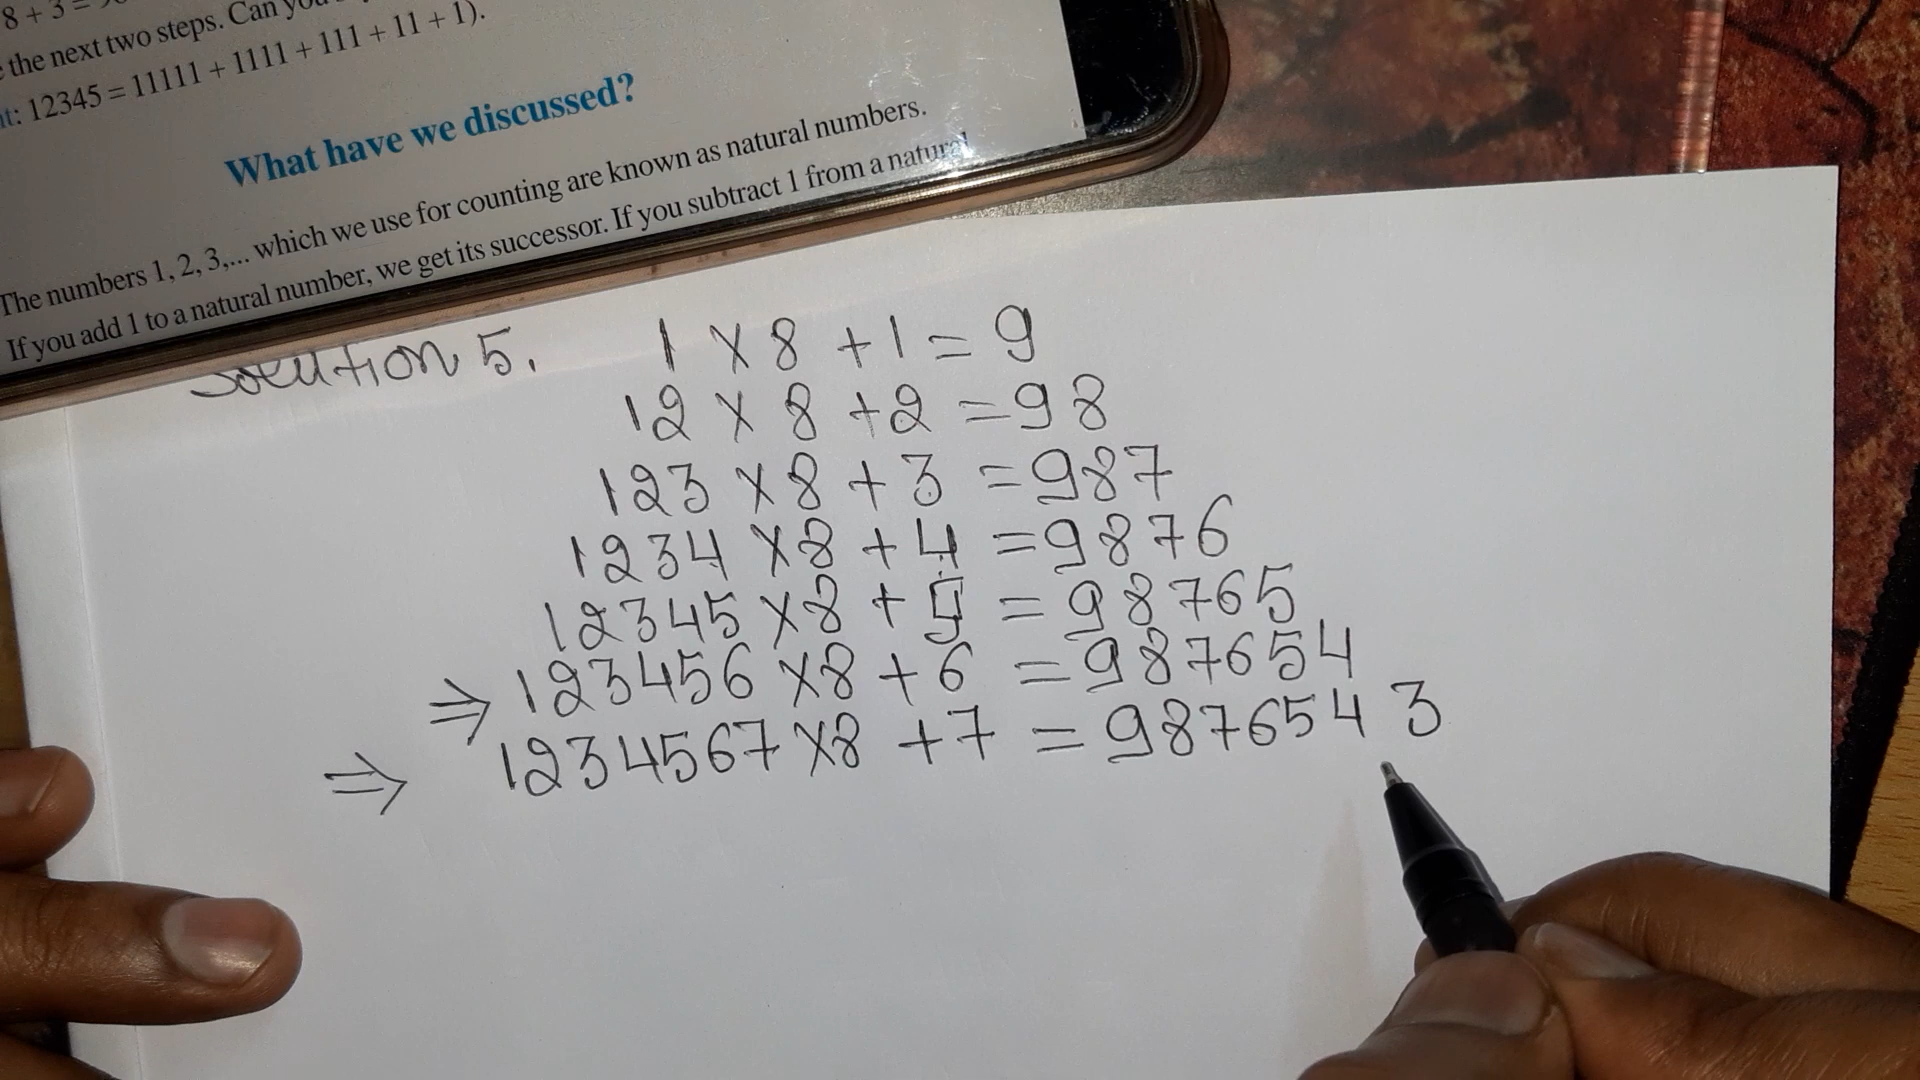 8 + 3 =
the next two steps. Can you
12345 = 11111 + 1111 + 111 + 11 + 1).
What have we discussed?
The numbers 1, 2, 3,... which we use for counting are known as natural numbers.
If you add 1 to a natural number, we get its successor. If you subtract 1 from a natural
Solution 5. 1 × 8 + 1 = 9
12 × 8 + 2 = 98
123 × 8 + 3 = 987
1234 × 8 + 4 = 9876
12345 × 8 + 5 = 98765
⇒ 123456 × 8 + 6 = 987654
⇒ 1234567 × 8 + 7 = 9876543